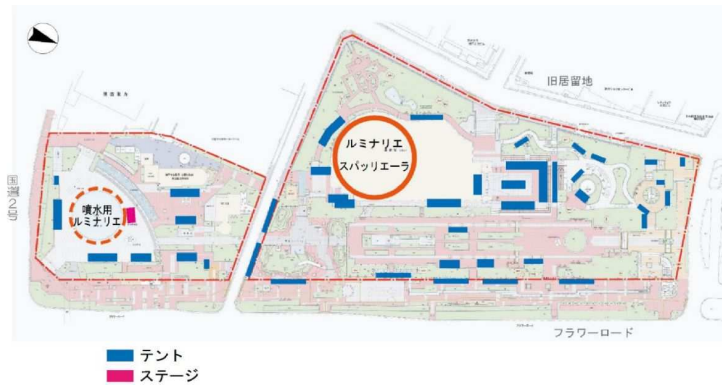 旧居留地
ルミナリエ
スパッリエーラ
国道2号
噴水用
ルミナリエ
フラワーロード
テント
ステージ